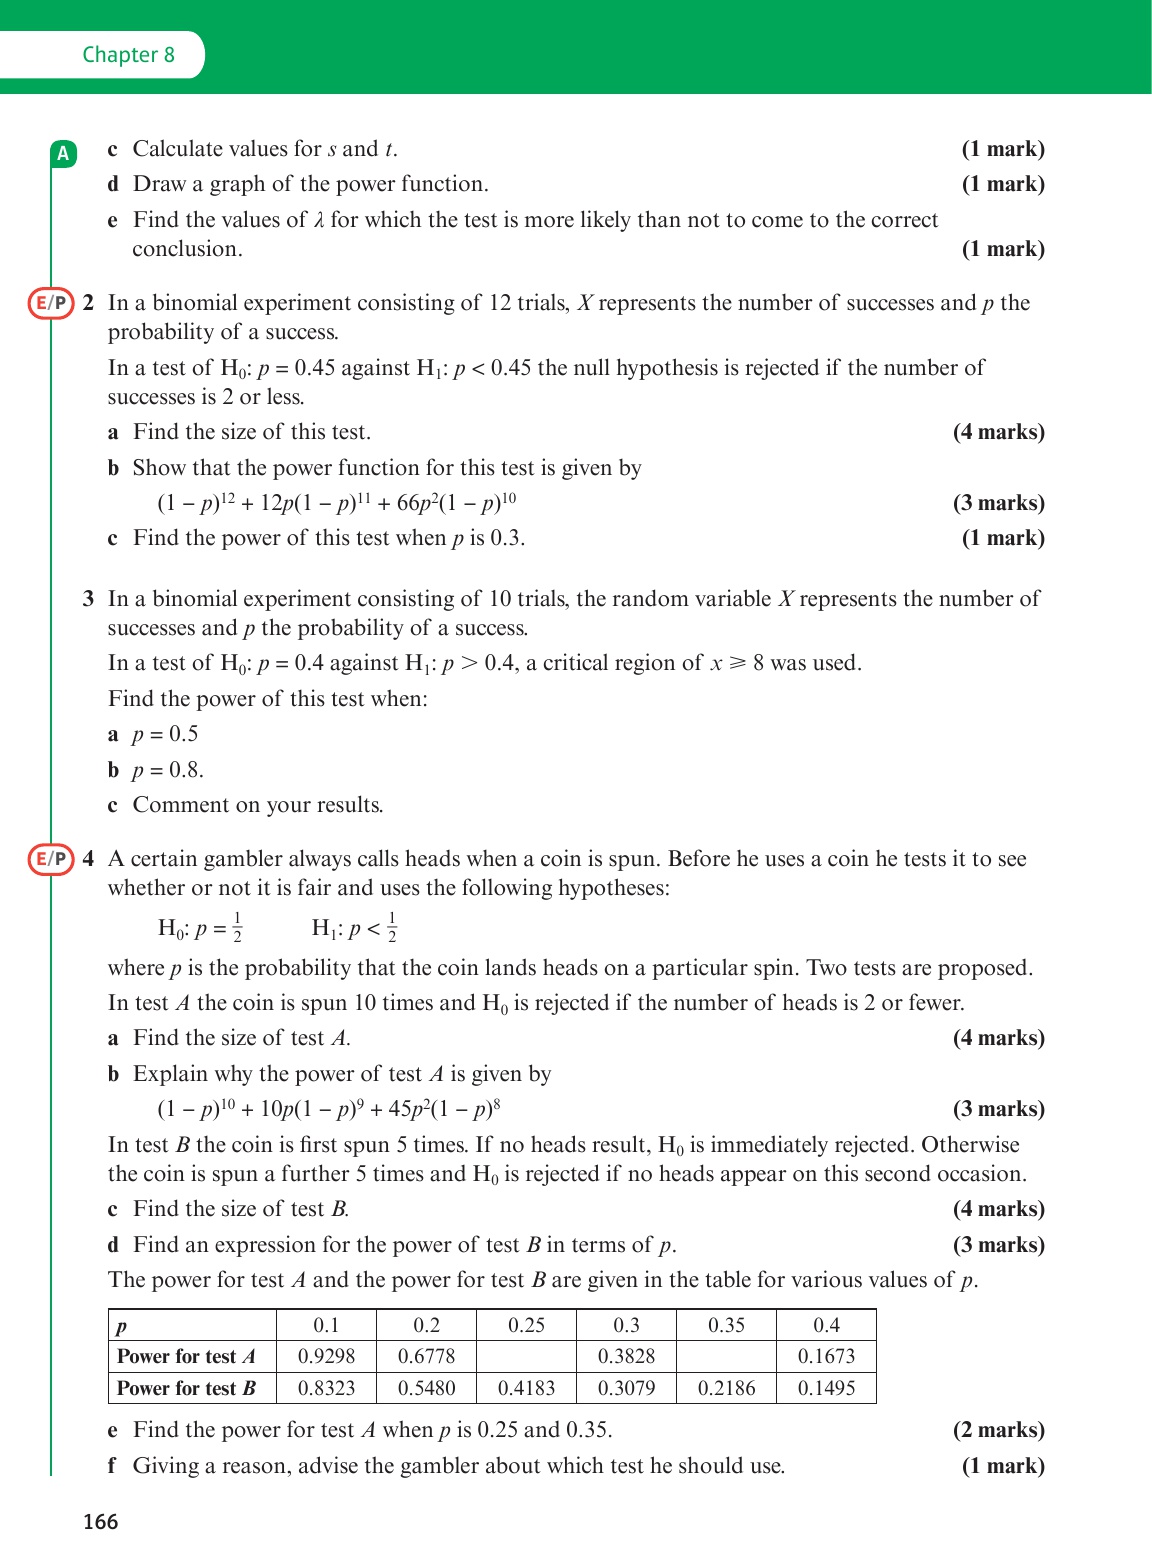 Chapter 8
A
c Calculate values for s and t. (1 mark)
d Draw a graph of the power function. (1 mark)
e Find the values of λ for which the test is more likely than not to come to the correct
conclusion. (1 mark)
E/P 2 In a binomial experiment consisting of 12 trials, X represents the number of successes and p the
probability of a success.
In a test of H₀: p = 0.45 against H₁: p < 0.45 the null hypothesis is rejected if the number of
successes is 2 or less.
a Find the size of this test. (4 marks)
b Show that the power function for this test is given by
(1 − p)¹² + 12p(1 − p)¹¹ + 66p²(1 − p)¹⁰ (3 marks)
c Find the power of this test when p is 0.3. (1 mark)
3 In a binomial experiment consisting of 10 trials, the random variable X represents the number of
successes and p the probability of a success.
In a test of H₀: p = 0.4 against H₁: p > 0.4, a critical region of x ⩾ 8 was used.
Find the power of this test when:
a p = 0.5
b p = 0.8.
c Comment on your results.
E/P 4 A certain gambler always calls heads when a coin is spun. Before he uses a coin he tests it to see
whether or not it is fair and uses the following hypotheses:
H₀: p = 1/2 H₁: p < 1/2
where p is the probability that the coin lands heads on a particular spin. Two tests are proposed.
In test A the coin is spun 10 times and H₀ is rejected if the number of heads is 2 or fewer.
a Find the size of test A. (4 marks)
b Explain why the power of test A is given by
(1 − p)¹⁰ + 10p(1 − p)⁹ + 45p²(1 − p)⁸ (3 marks)
In test B the coin is first spun 5 times. If no heads result, H₀ is immediately rejected. Otherwise
the coin is spun a further 5 times and H₀ is rejected if no heads appear on this second occasion.
c Find the size of test B. (4 marks)
d Find an expression for the power of test B in terms of p. (3 marks)
The power for test A and the power for test B are given in the table for various values of p.
p 0.1 0.2 0.25 0.3 0.35 0.4
Power for test A 0.9298 0.6778 0.3828 0.1673
Power for test B 0.8323 0.5480 0.4183 0.3079 0.2186 0.1495
e Find the power for test A when p is 0.25 and 0.35. (2 marks)
f Giving a reason, advise the gambler about which test he should use. (1 mark)
166